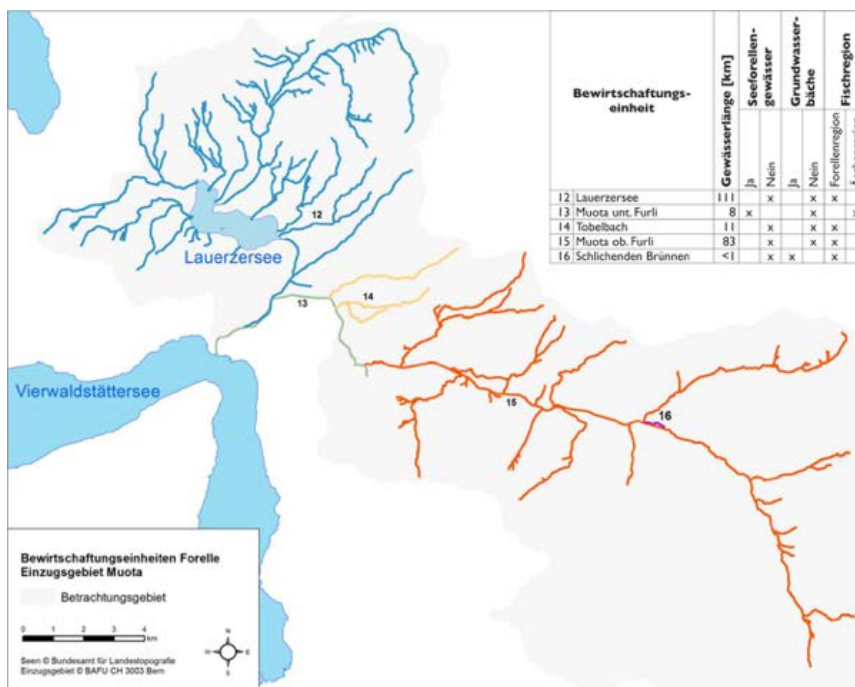 Bewirtschaftungs-
einheit
Gewässerlänge [km]
Seeforellen-
gewässer
Grundwasser-
bäche
Fischregion
Ja
Nein
Ja
Nein
Forellenregion
12 Lauerzersee 111 x x x
13 Muota unt. Furli 8 x x x
14 Tobelbach 11 x x x
15 Muota ob. Furli 83 x x x
16 Schlichenden Brünnen <1 x x x
12
Lauerzersee
13
14
Vierwaldstättersee
15
16
Bewirtschaftungseinheiten Forelle
Einzugsgebiet Muota
Betrachtungsgebiet
0 1 2 3 4
km
N
W E
S
Seen © Bundesamt für Landestopografie
Einzugsgebiet © BAFU CH 3003 Bern